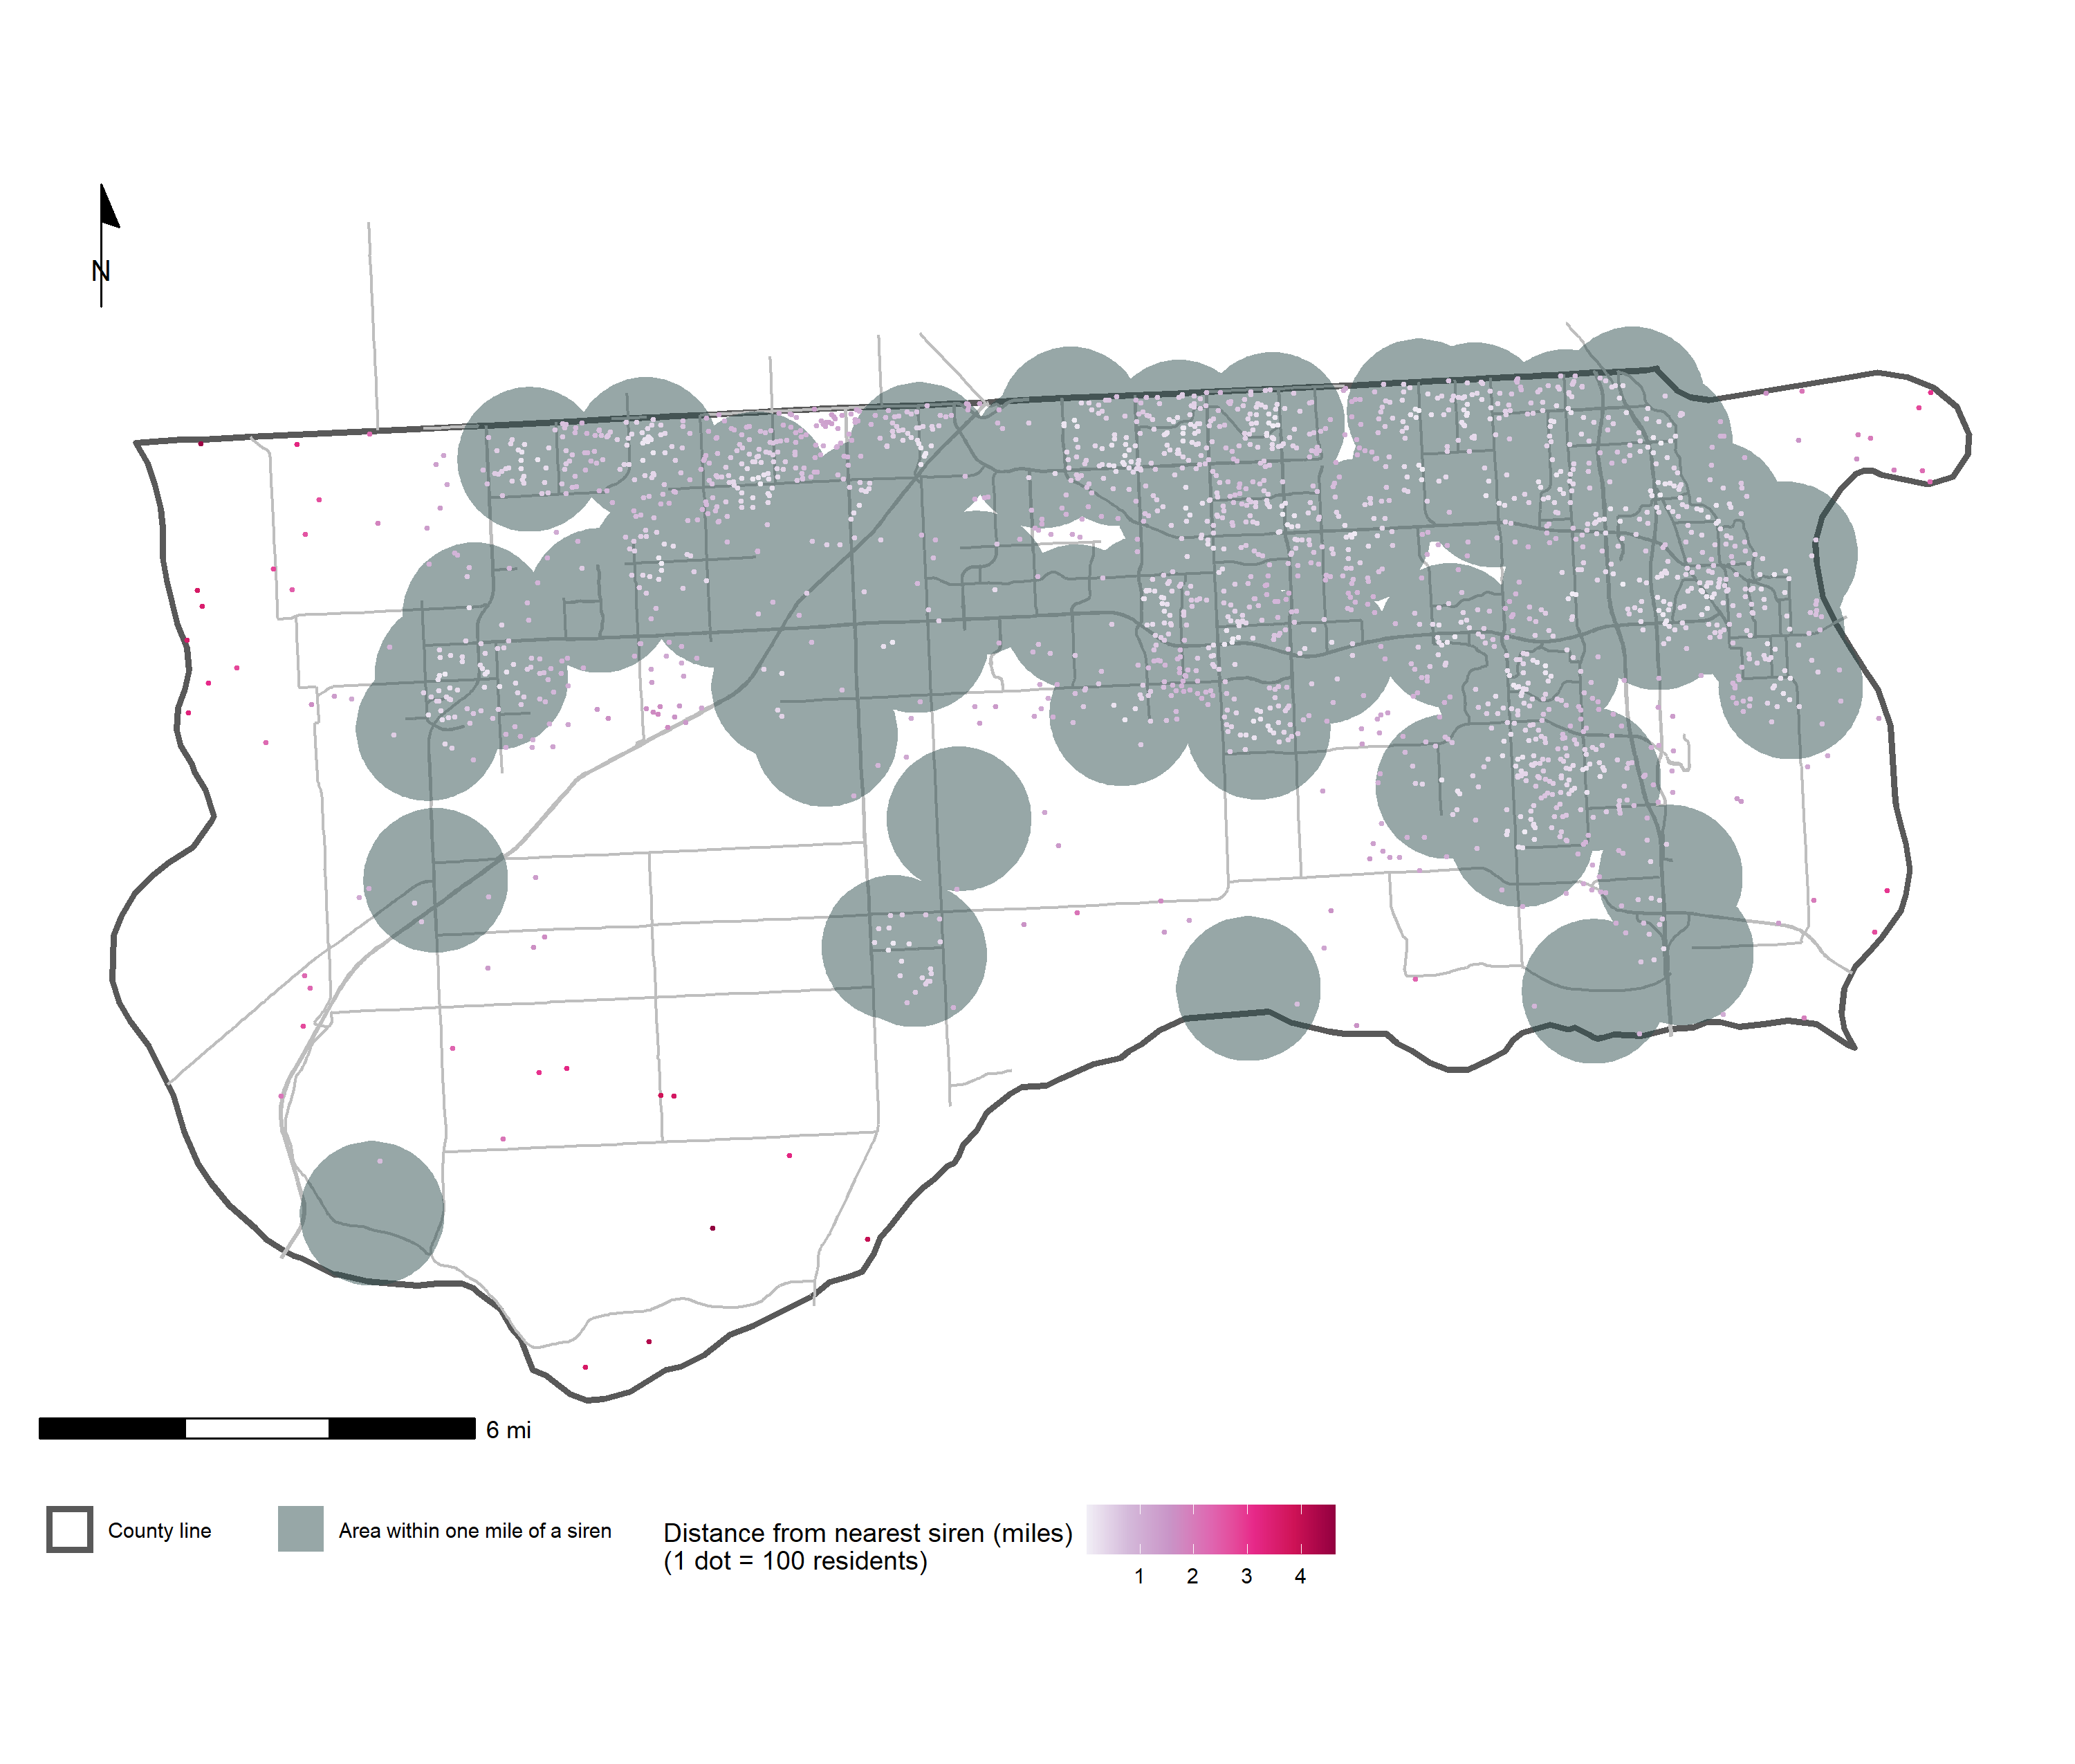 N
6 mi
County line
Area within one mile of a siren
Distance from nearest siren (miles)
(1 dot = 100 residents)
1 2 3 4